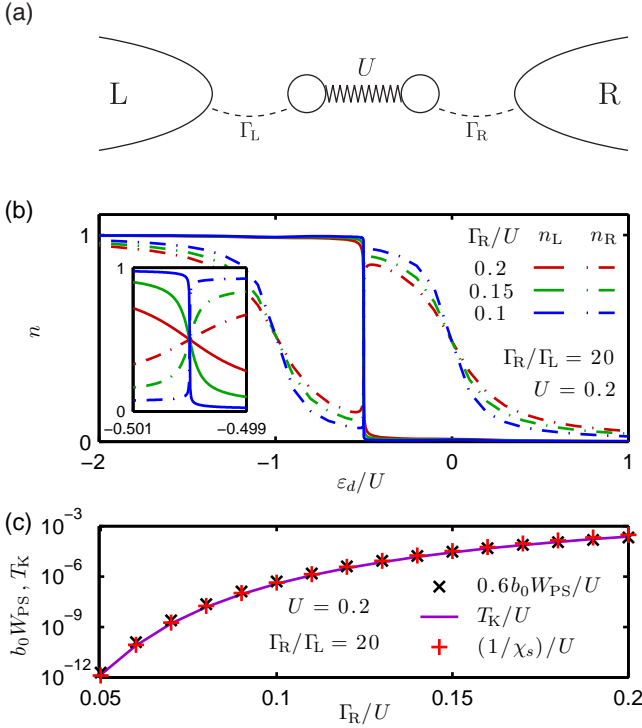 (a)
L
U
R
Γ_L
Γ_R
(b)
1
n
0
Γ_R/U n_L n_R
0.2
0.15
0.1
Γ_R/Γ_L = 20
U = 0.2
1
0
−0.501 −0.499
−2 −1 0 1
ε_d/U
(c)
b_0W_PS , T_K
10^−3
10^−6
10^−9
10^−12
U = 0.2
Γ_R/Γ_L = 20
0.6b_0W_PS/U
T_K/U
(1/χ_s)/U
0.05 0.1 0.15 0.2
Γ_R/U